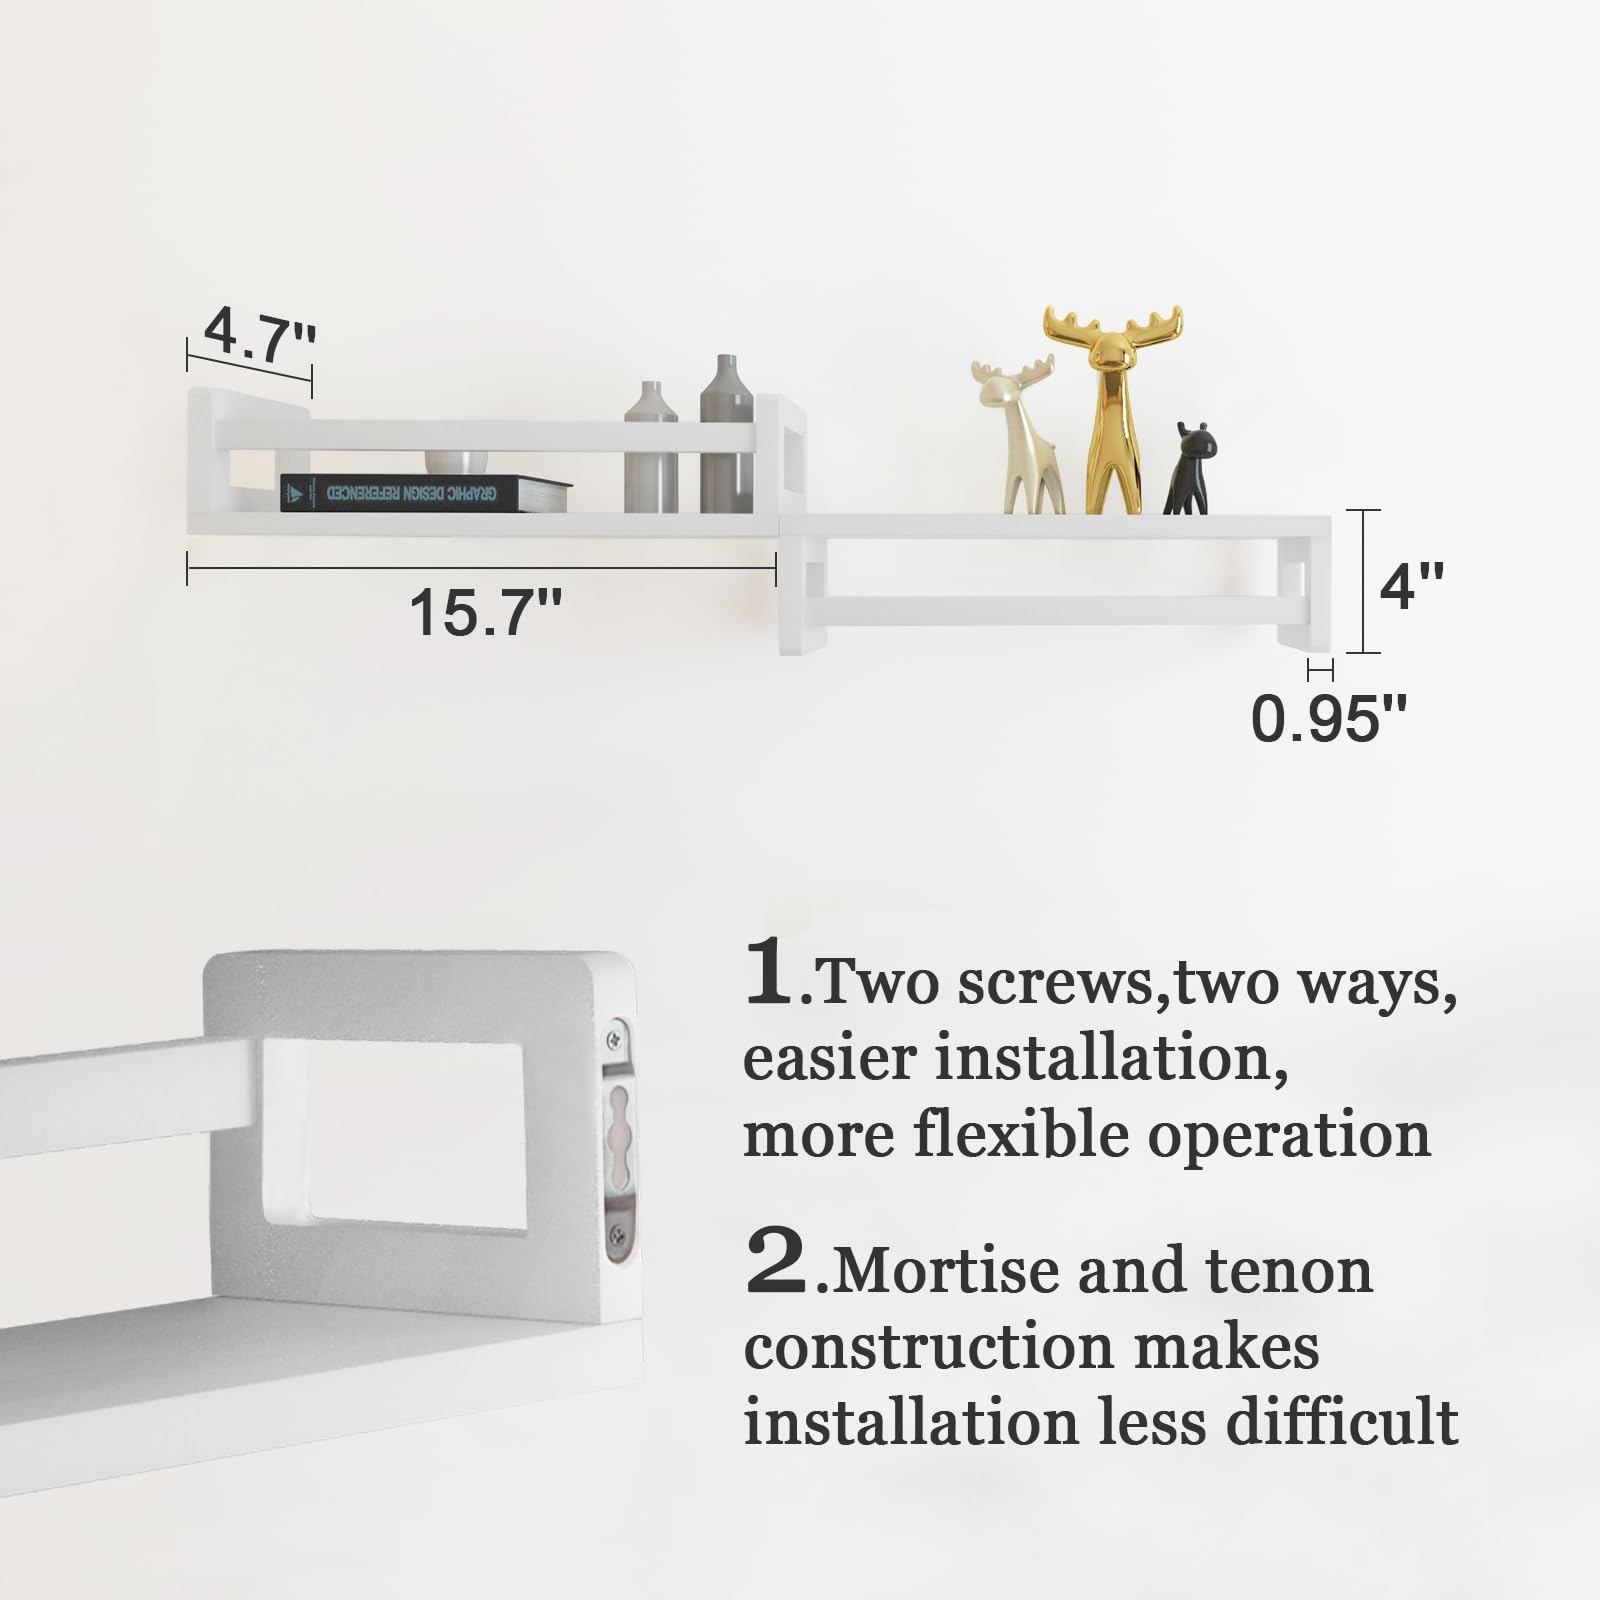 4.7"
GRAPHIC DESIGN REFERENCED
15.7"
4"
0.95"
1.Two screws,two ways,
easier installation,
more flexible operation
2.Mortise and tenon
construction makes
installation less difficult